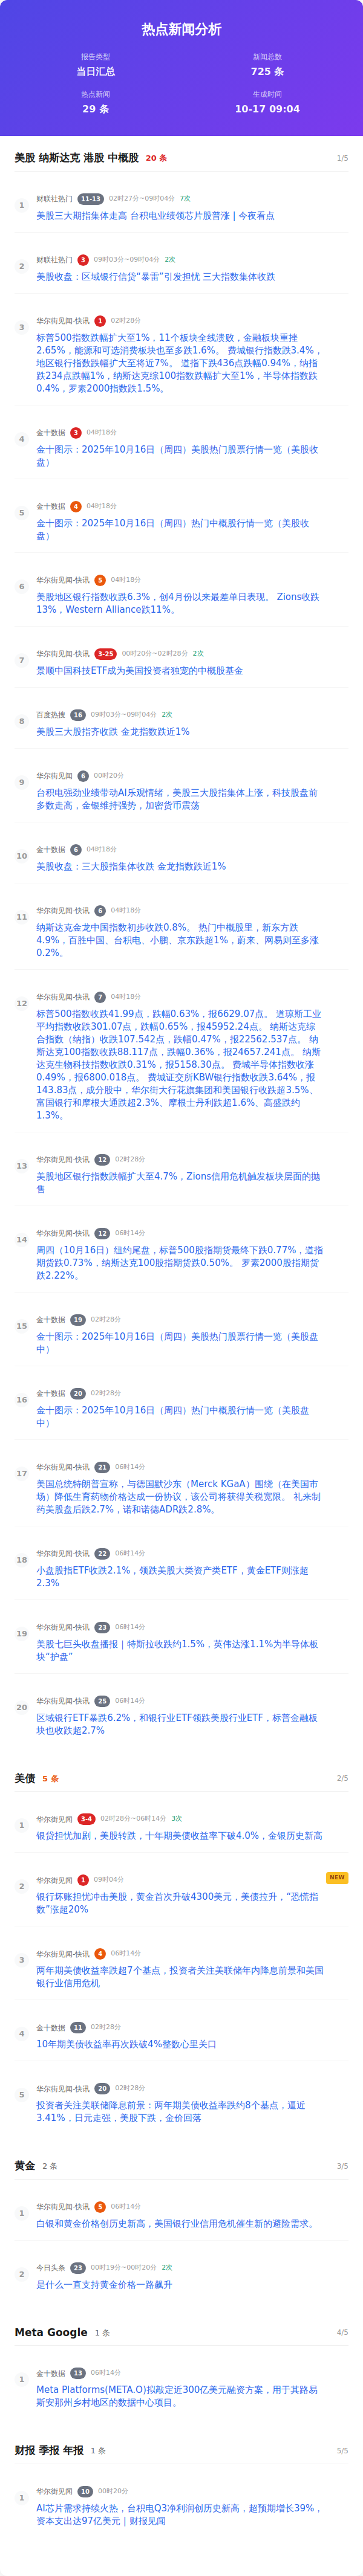 热点新闻分析
报告类型
新闻总数
当日汇总
725 条
热点新闻
生成时间
29 条
10-17 09:04
美股 纳斯达克 港股 中概股 20 条 1/5
1
财联社热门 11-13 02时27分~09时04分 7次
美股三大期指集体走高 台积电业绩领芯片股普涨 | 今夜看点
2
财联社热门 3 09时03分~09时04分 2次
美股收盘：区域银行信贷“暴雷”引发担忧 三大指数集体收跌
3
华尔街见闻-快讯 1 02时28分
标普500指数跌幅扩大至1%，11个板块全线溃败，金融板块重挫
2.65%，能源和可选消费板块也至多跌1.6%。 费城银行指数跌3.4%，
地区银行指数跌幅扩大至将近7%。 道指下跌436点跌幅0.94%，纳指
跌234点跌幅1%，纳斯达克综指100指数跌幅扩大至1%，半导体指数跌
0.4%，罗素2000指数跌1.5%。
4
金十数据 3 04时18分
金十图示：2025年10月16日（周四）美股热门股票行情一览（美股收
盘）
5
金十数据 4 04时18分
金十图示：2025年10月16日（周四）热门中概股行情一览（美股收
盘）
6
华尔街见闻-快讯 5 04时18分
美股地区银行指数收跌6.3%，创4月份以来最差单日表现。 Zions收跌
13%，Western Alliance跌11%。
7
华尔街见闻-快讯 3-25 00时20分~02时28分 2次
景顺中国科技ETF成为美国投资者独宠的中概股基金
8
百度热搜 16 09时03分~09时04分 2次
美股三大股指齐收跌 金龙指数跌近1%
9
华尔街见闻 6 00时20分
台积电强劲业绩带动AI乐观情绪，美股三大股指集体上涨，科技股盘前
多数走高，金银维持强势，加密货币震荡
10
金十数据 6 04时18分
美股收盘：三大股指集体收跌 金龙指数跌近1%
11
华尔街见闻-快讯 6 04时18分
纳斯达克金龙中国指数初步收跌0.8%。 热门中概股里，新东方跌
4.9%，百胜中国、台积电、小鹏、京东跌超1%，蔚来、网易则至多涨
0.2%。
12
华尔街见闻-快讯 7 04时18分
标普500指数收跌41.99点，跌幅0.63%，报6629.07点。 道琼斯工业
平均指数收跌301.07点，跌幅0.65%，报45952.24点。 纳斯达克综
合指数（纳指）收跌107.542点，跌幅0.47%，报22562.537点。 纳
斯达克100指数收跌88.117点，跌幅0.36%，报24657.241点。 纳斯
达克生物科技指数收跌0.31%，报5158.30点。 费城半导体指数收涨
0.49%，报6800.018点。 费城证交所KBW银行指数收跌3.64%，报
143.83点，成分股中，华尔街大行花旗集团和美国银行收跌超3.5%、
富国银行和摩根大通跌超2.3%、摩根士丹利跌超1.6%、高盛跌约
1.3%。
13
华尔街见闻-快讯 12 02时28分
美股地区银行指数跌幅扩大至4.7%，Zions信用危机触发板块层面的抛
售
14
华尔街见闻-快讯 12 06时14分
周四（10月16日）纽约尾盘，标普500股指期货最终下跌0.77%，道指
期货跌0.73%，纳斯达克100股指期货跌0.50%。 罗素2000股指期货
跌2.22%。
15
金十数据 19 02时28分
金十图示：2025年10月16日（周四）美股热门股票行情一览（美股盘
中）
16
金十数据 20 02时28分
金十图示：2025年10月16日（周四）热门中概股行情一览（美股盘
中）
17
华尔街见闻-快讯 21 06时14分
美国总统特朗普宣称，与德国默沙东（Merck KGaA）围绕（在美国市
场）降低生育药物价格达成一份协议，该公司将获得关税宽限。 礼来制
药美股盘后跌2.7%，诺和诺德ADR跌2.8%。
18
华尔街见闻-快讯 22 06时14分
小盘股指ETF收跌2.1%，领跌美股大类资产类ETF，黄金ETF则涨超
2.3%
19
华尔街见闻-快讯 23 06时14分
美股七巨头收盘播报｜特斯拉收跌约1.5%，英伟达涨1.1%为半导体板
块“护盘”
20
华尔街见闻-快讯 25 06时14分
区域银行ETF暴跌6.2%，和银行业ETF领跌美股行业ETF，标普金融板
块也收跌超2.7%
美债 5 条 2/5
1
华尔街见闻 3-4 02时28分~06时14分 3次
银贷担忧加剧，美股转跌，十年期美债收益率下破4.0%，金银历史新高
2
华尔街见闻 1 09时04分 NEW
银行坏账担忧冲击美股，黄金首次升破4300美元，美债拉升，“恐慌指
数”涨超20%
3
华尔街见闻-快讯 4 06时14分
两年期美债收益率跌超7个基点，投资者关注美联储年内降息前景和美国
银行业信用危机
4
金十数据 11 02时28分
10年期美债收益率再次跌破4%整数心里关口
5
华尔街见闻-快讯 20 02时28分
投资者关注美联储降息前景：两年期美债收益率跌约8个基点，逼近
3.41%，日元走强，美股下跌，金价回落
黄金 2 条 3/5
1
华尔街见闻-快讯 5 06时14分
白银和黄金价格创历史新高，美国银行业信用危机催生新的避险需求。
2
今日头条 23 00时19分~00时20分 2次
是什么一直支持黄金价格一路飙升
Meta Google 1 条 4/5
1
金十数据 13 06时14分
Meta Platforms(META.O)拟敲定近300亿美元融资方案，用于其路易
斯安那州乡村地区的数据中心项目。
财报 季报 年报 1 条 5/5
1
华尔街见闻 10 00时20分
AI芯片需求持续火热，台积电Q3净利润创历史新高，超预期增长39%，
资本支出达97亿美元 | 财报见闻